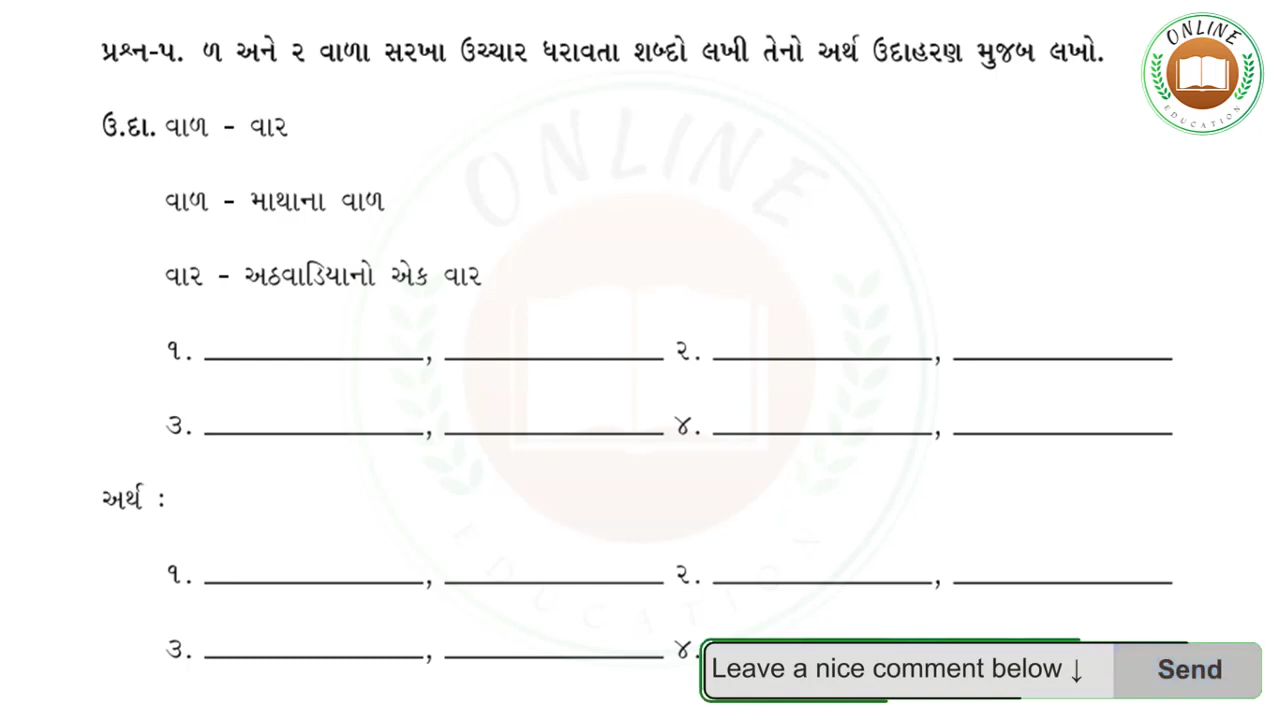 પ્રશ્ન-૫. ળ અને ર વાળા સરખા ઉચ્ચાર ધરાવતા શબ્દો લખી તેનો અર્થ ઉદાહરણ મુજબ લખો.
ONLINE
EDUCATION
ઉ.દા. વાળ - વાર
વાળ - માથાના વાળ
વાર - અઠવાડિયાનો એક વાર
૧. ____________, ____________ ૨. ____________, ____________
૩. ____________, ____________ ૪. ____________, ____________
અર્થ :
૧. ____________, ____________ ૨. ____________, ____________
૩. ____________, ____________ ૪.
Leave a nice comment below ↓ Send
ONLINE
EDUCATION